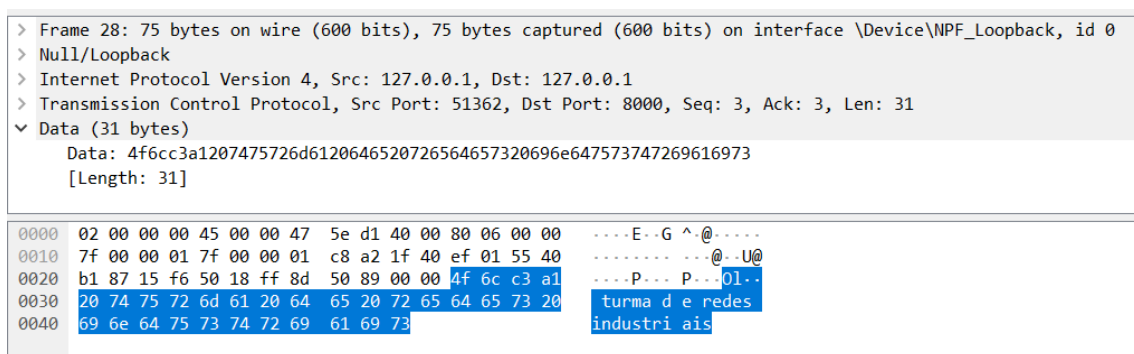 > Frame 28: 75 bytes on wire (600 bits), 75 bytes captured (600 bits) on interface \Device\NPF_Loopback, id 0
> Null/Loopback
> Internet Protocol Version 4, Src: 127.0.0.1, Dst: 127.0.0.1
> Transmission Control Protocol, Src Port: 51362, Dst Port: 8000, Seq: 3, Ack: 3, Len: 31
∨ Data (31 bytes)
Data: 4f6cc3a1207475726d6120646520726564657320696e647573747269616973
[Length: 31]
0000 02 00 00 00 45 00 00 47 5e d1 40 00 80 06 00 00 ····E··G ^·@·····
0010 7f 00 00 01 7f 00 00 01 c8 a2 1f 40 ef 01 55 40 ········ ···@··U@
0020 b1 87 15 f6 50 18 ff 8d 50 89 00 00 4f 6c c3 a1 ····P··· P···Ol··
0030 20 74 75 72 6d 61 20 64 65 20 72 65 64 65 73 20 turma d e redes
0040 69 6e 64 75 73 74 72 69 61 69 73 industri ais